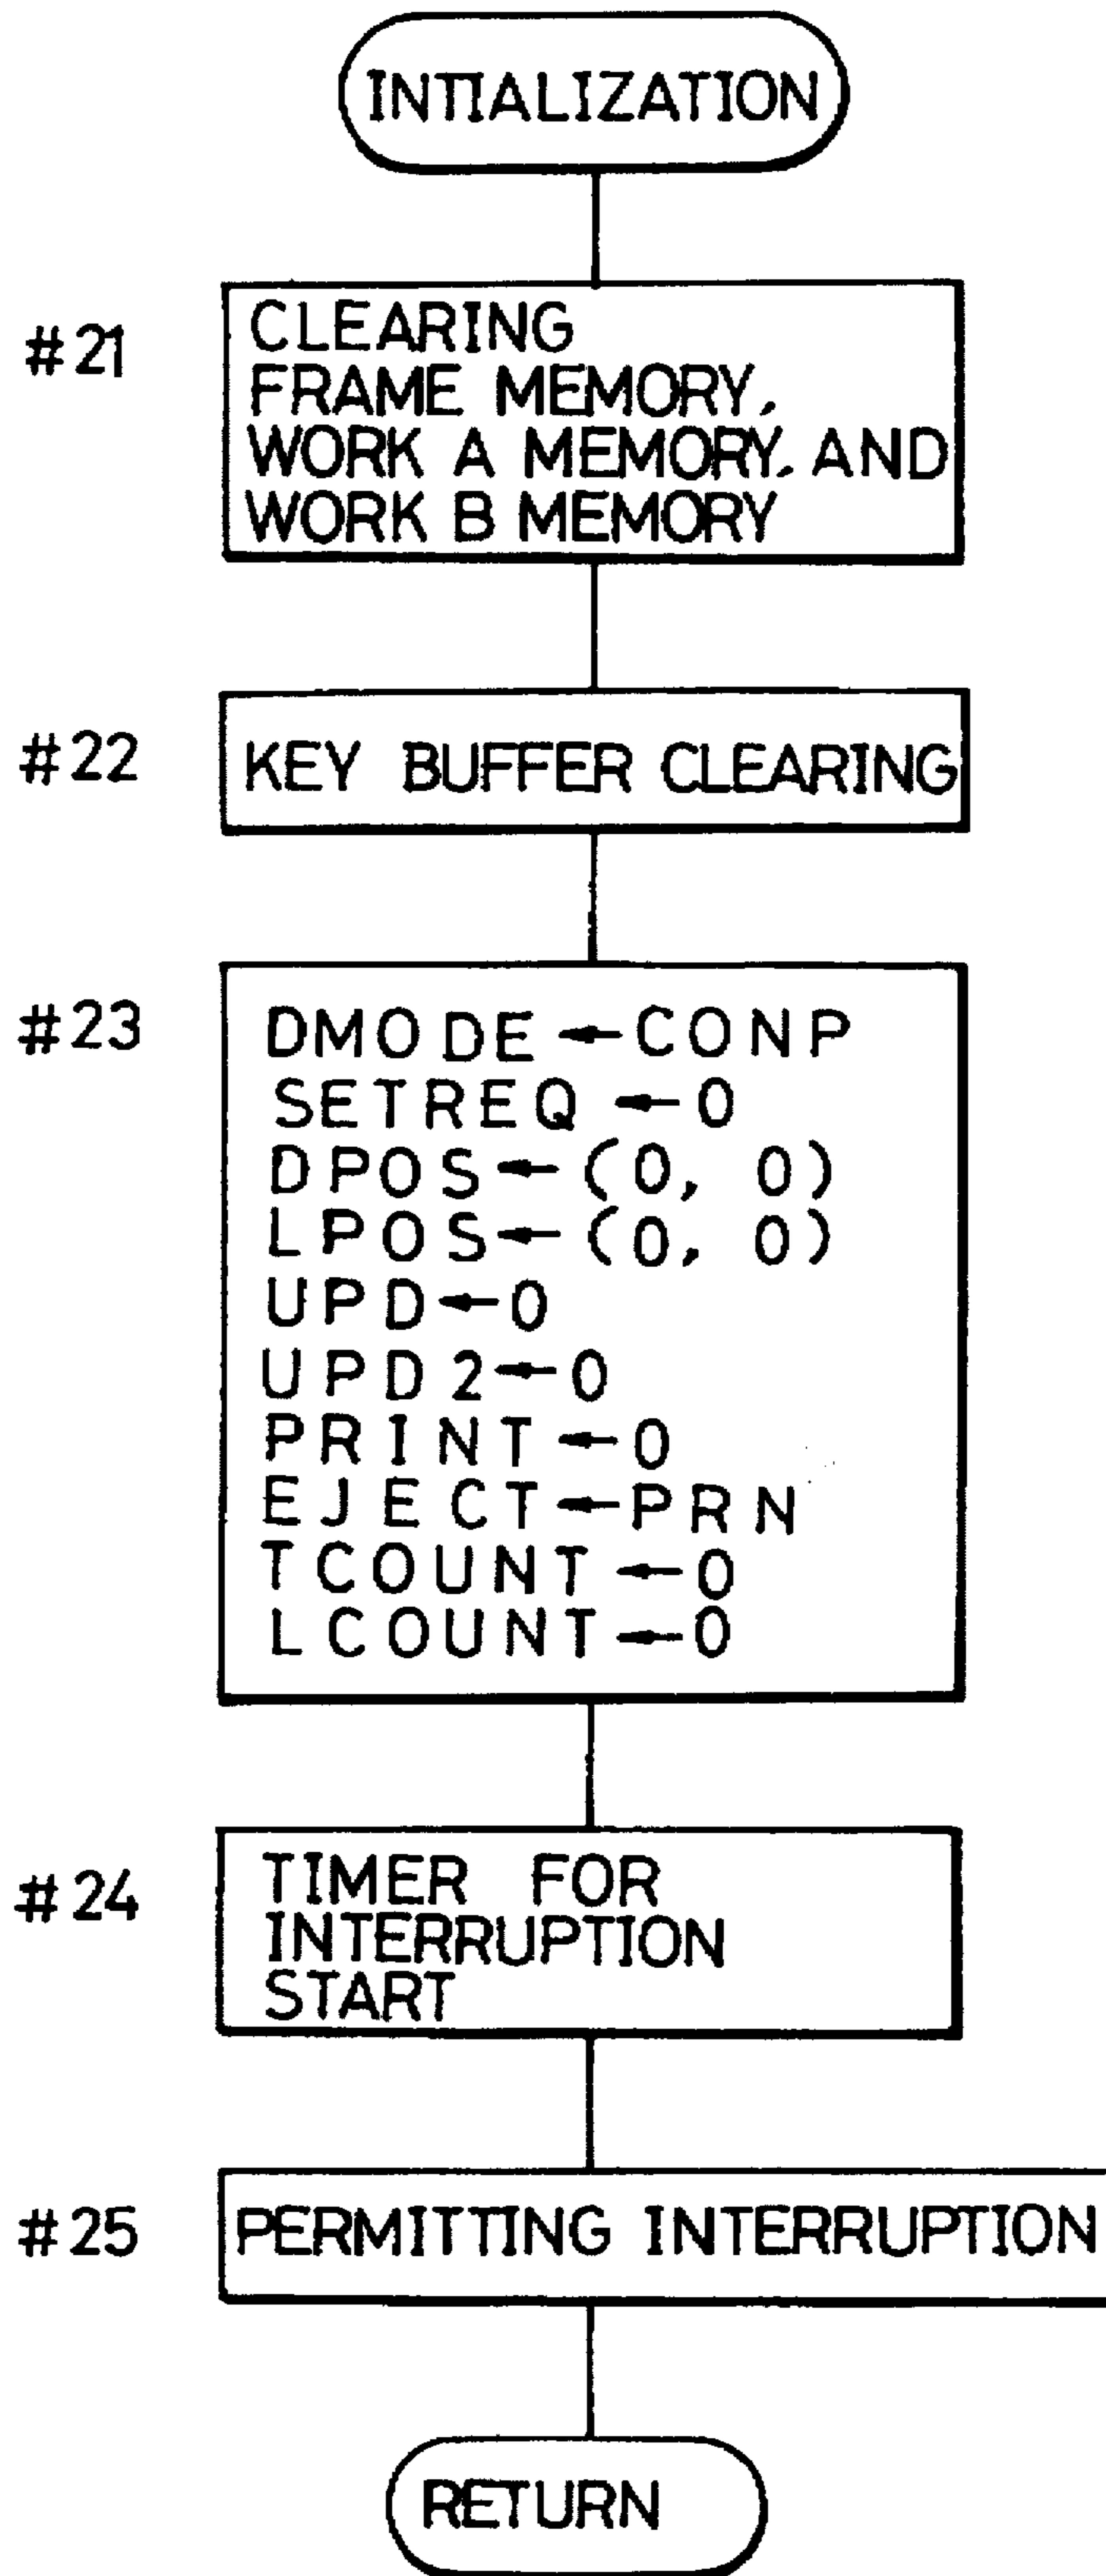 INTIALIZATION
#21
CLEARING
FRAME MEMORY,
WORK A MEMORY, AND
WORK B MEMORY
#22
KEY BUFFER CLEARING
#23
DMODE ← CONP
SETREQ ← 0
DPOS ← (0, 0)
LPOS ← (0, 0)
UPD ← 0
UPD2 ← 0
PRINT ← 0
EJECT ← PRN
TCOUNT ← 0
LCOUNT ← 0
#24
TIMER FOR
INTERRUPTION
START
#25
PERMITTING INTERRUPTION
RETURN